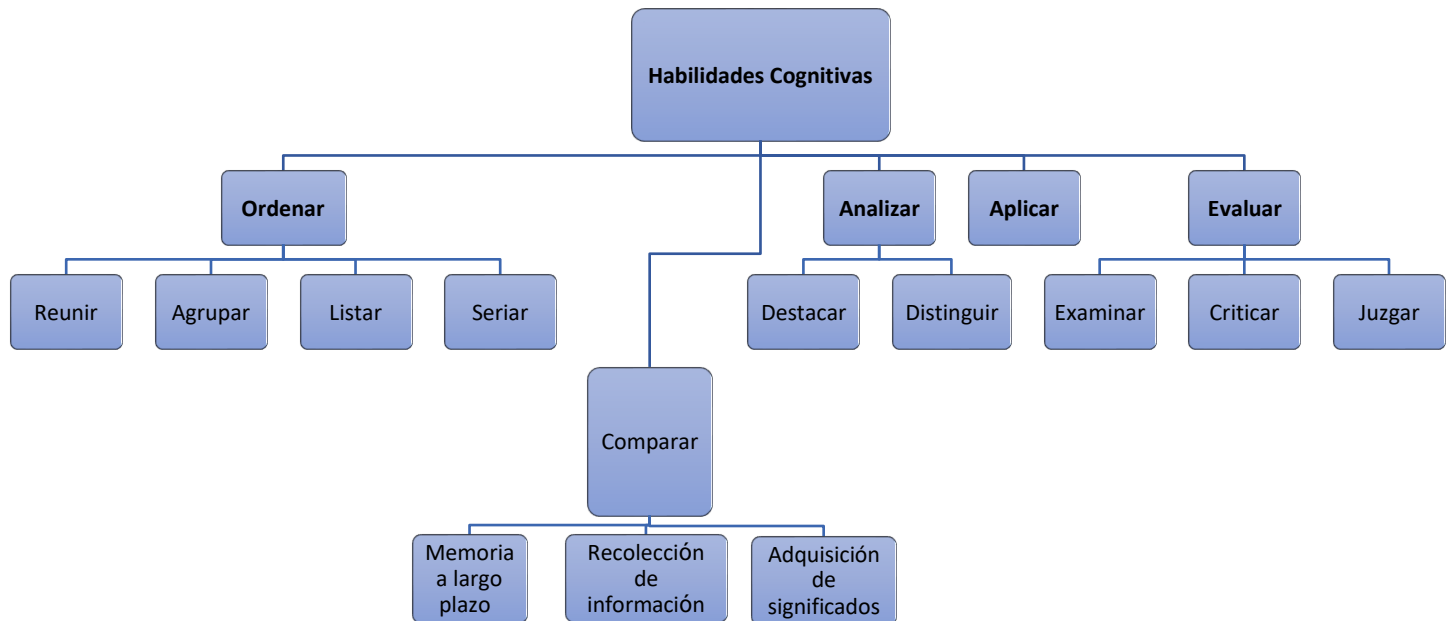 Habilidades Cognitivas
Ordenar
Analizar
Aplicar
Evaluar
Reunir
Agrupar
Listar
Seriar
Destacar
Distinguir
Examinar
Criticar
Juzgar
Comparar
Memoria
a largo
plazo
Recolección
de
información
Adquisición
de
significados